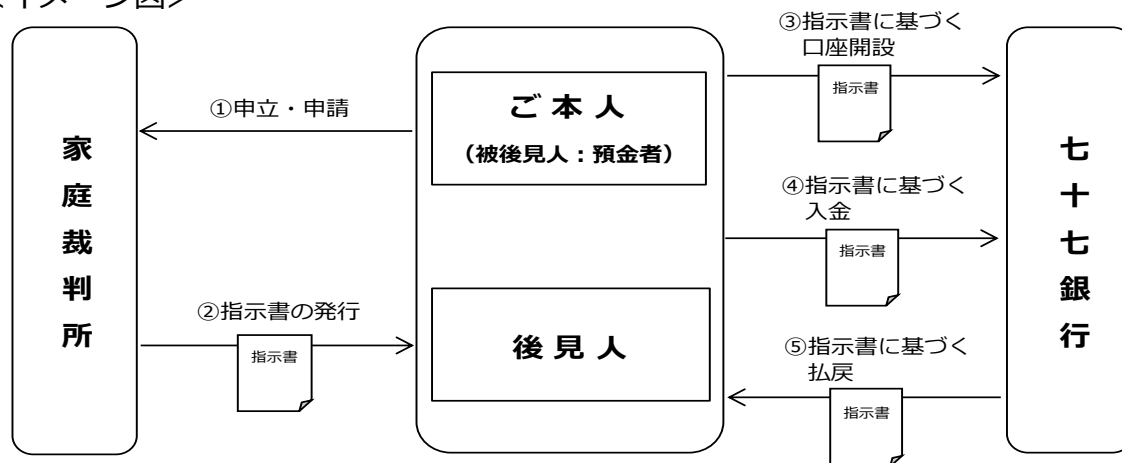 ＜イメージ図＞
家庭裁判所
①申立・申請
②指示書の発行
指示書
ご本人
（被後見人：預金者）
後見人
③指示書に基づく
口座開設
指示書
④指示書に基づく
入金
指示書
⑤指示書に基づく
払戻
指示書
七十七銀行